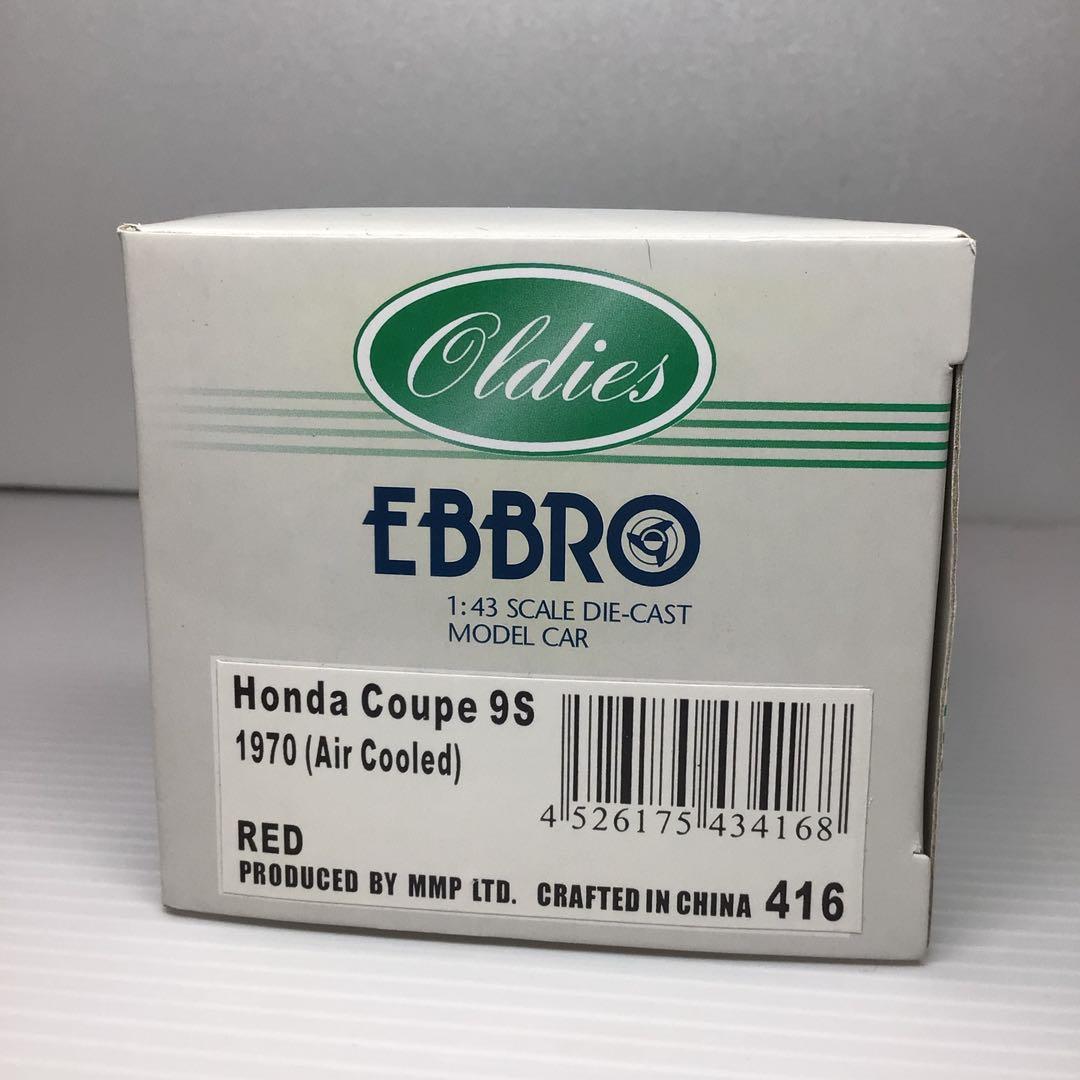 Oldies
EBBRO
1:43 SCALE DIE-CAST
MODEL CAR
Honda Coupe 9S
1970 (Air Cooled)
4 526175 434168
RED
PRODUCED BY MMP LTD. CRAFTED IN CHINA 416